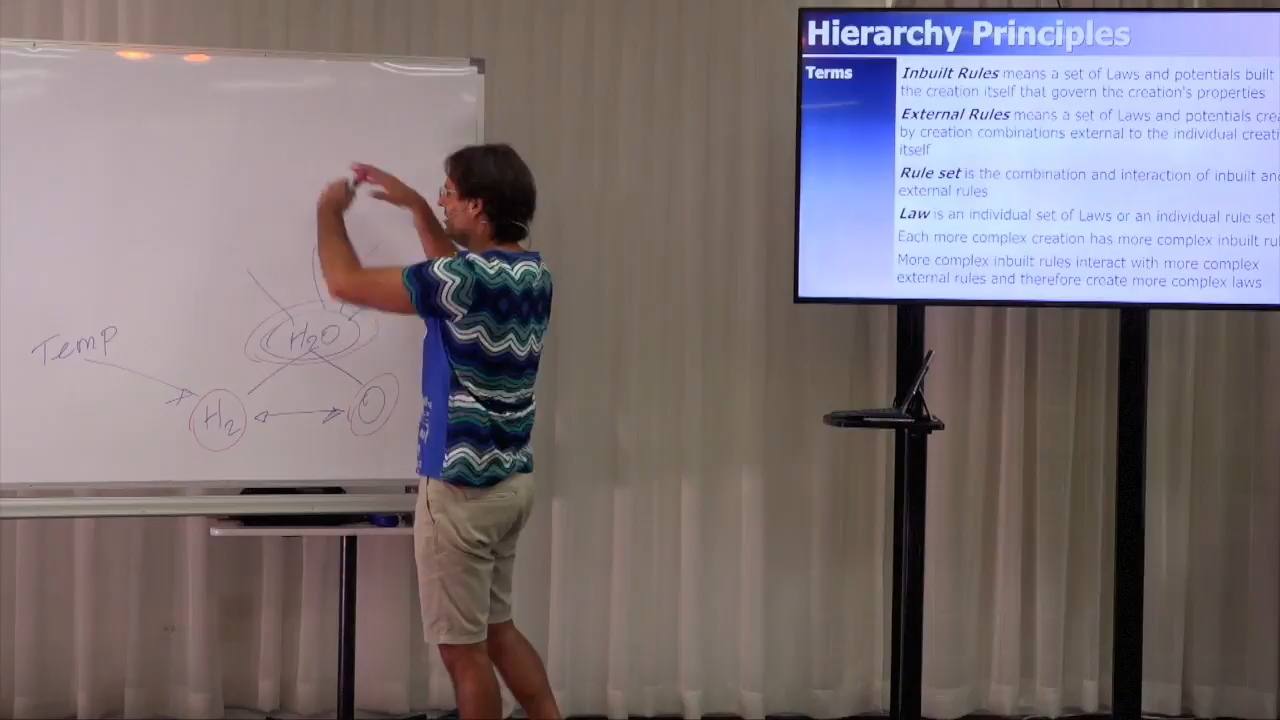 Temp
H2O
H2
O
Hierarchy Principles
Terms
Inbuilt Rules means a set of Laws and potentials built
the creation itself that govern the creation's properties
External Rules means a set of Laws and potentials cre
by creation combinations external to the individual creati
itself
Rule set is the combination and interaction of inbuilt an
external rules
Law is an individual set of Laws or an individual rule set
Each more complex creation has more complex inbuilt ru
More complex inbuilt rules interact with more complex
external rules and therefore create more complex laws